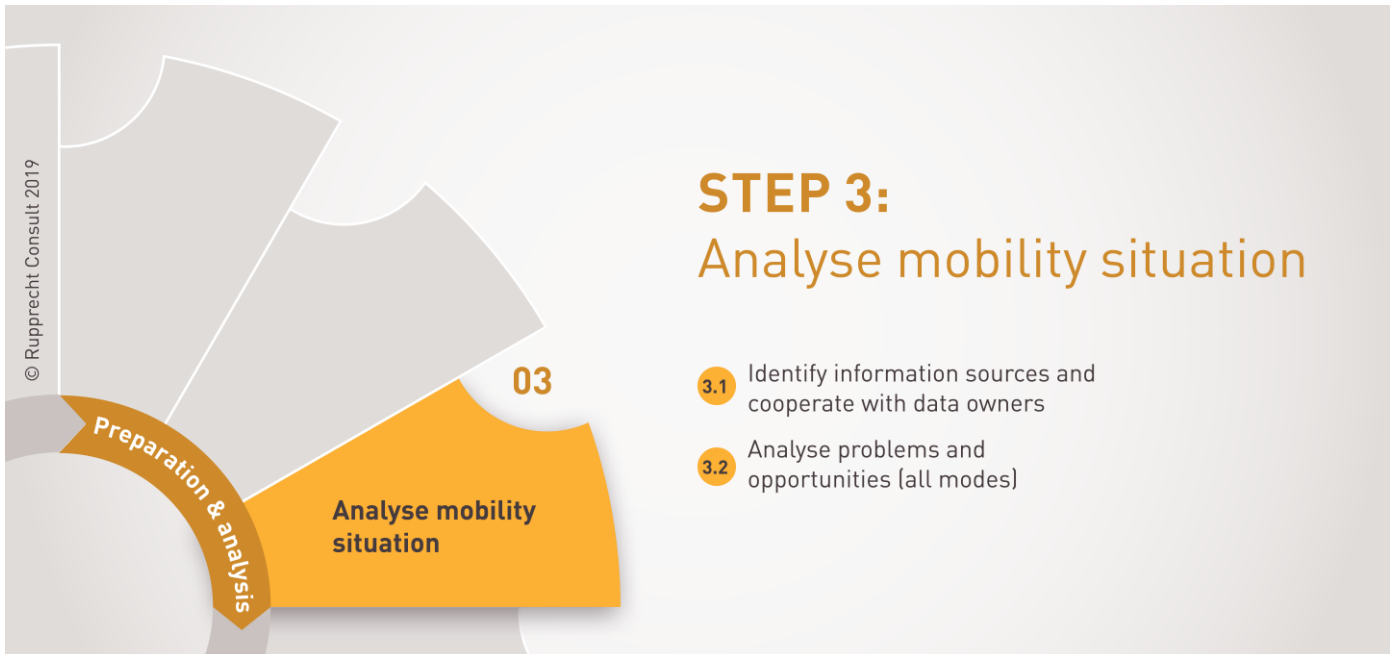 © Rupprecht Consult 2019
Preparation & analysis
03
Analyse mobility
situation
STEP 3:
Analyse mobility situation
3.1 Identify information sources and
cooperate with data owners
3.2 Analyse problems and
opportunities (all modes)